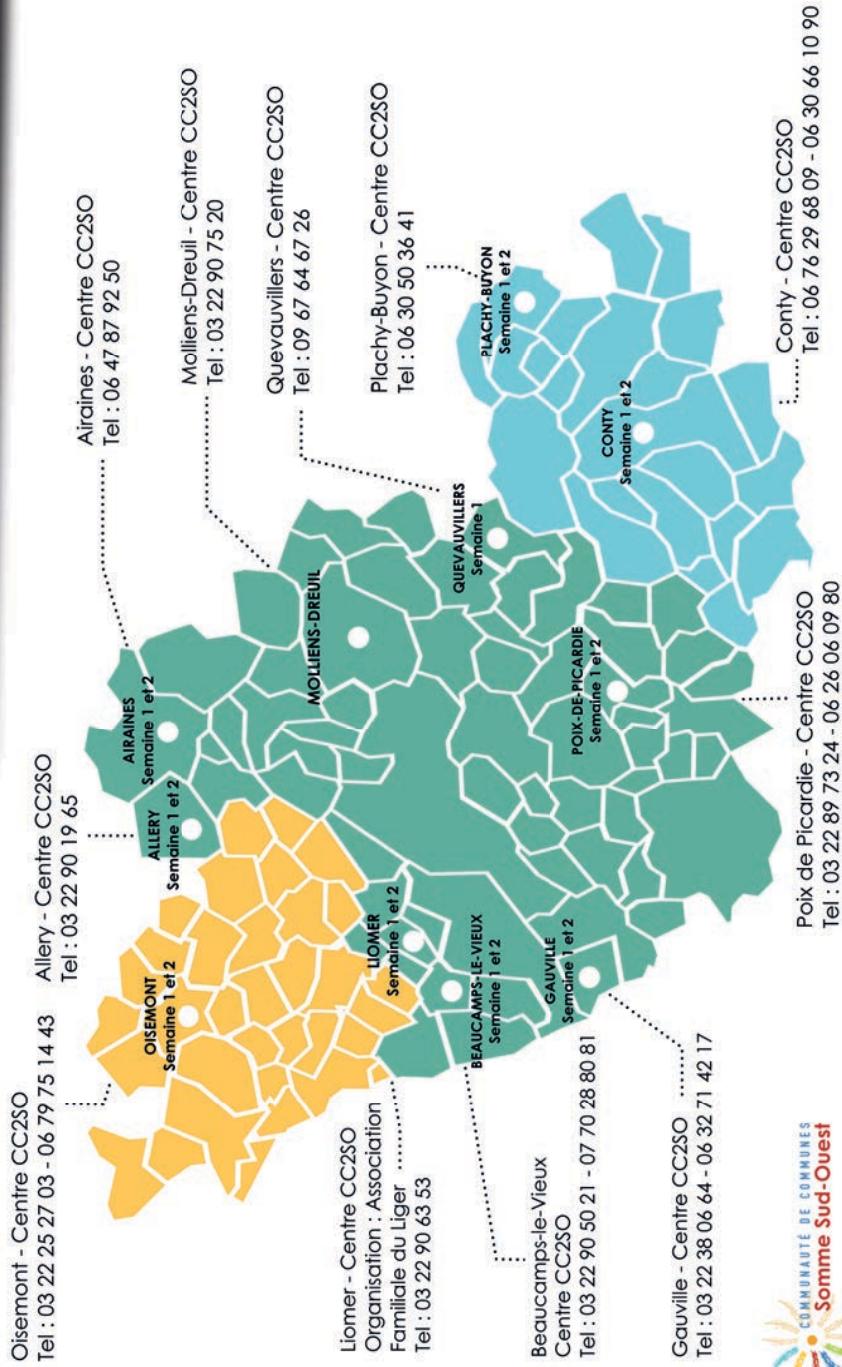 Oisemont - Centre CC2SO
Tel : 03 22 25 27 03 - 06 79 75 14 43
Allery - Centre CC2SO
Tel : 03 22 90 19 65
Airaines - Centre CC2SO
Tel : 06 47 87 92 50
Molliens-Dreuil - Centre CC2SO
Tel : 03 22 90 75 20
Quevauvillers - Centre CC2SO
Tel : 09 67 64 67 26
Plachy-Buyon - Centre CC2SO
Tel : 06 30 50 36 41
Conty - Centre CC2SO
Tel : 06 76 29 68 09 - 06 30 66 10 90
Poix de Picardie - Centre CC2SO
Tel : 03 22 89 73 24 - 06 26 06 09 80
Liomer - Centre CC2SO
Organisation : Association
Familiale du Liger
Tel : 03 22 90 63 53
Beaucamps-le-Vieux
Centre CC2SO
Tel : 03 22 90 50 21 - 07 70 28 80 81
Gauville - Centre CC2SO
Tel : 03 22 38 06 64 - 06 32 71 42 17
OISEMONT
Semaine 1 et 2
ALLERY
Semaine 1 et 2
AIRAINES
Semaine 1 et 2
MOLLIENS-DREUIL
QUEVAUVILLERS
Semaine 1
PLACHY-BUYON
Semaine 1 et 2
CONTY
Semaine 1 et 2
POIX-DE-PICARDIE
Semaine 1 et 2
LIOMER
Semaine 1 et 2
BEAUCAMPS-LE-VIEUX
Semaine 1 et 2
GAUVILLE
Semaine 1 et 2
COMMUNAUTÉ DE COMMUNES
Somme Sud-Ouest